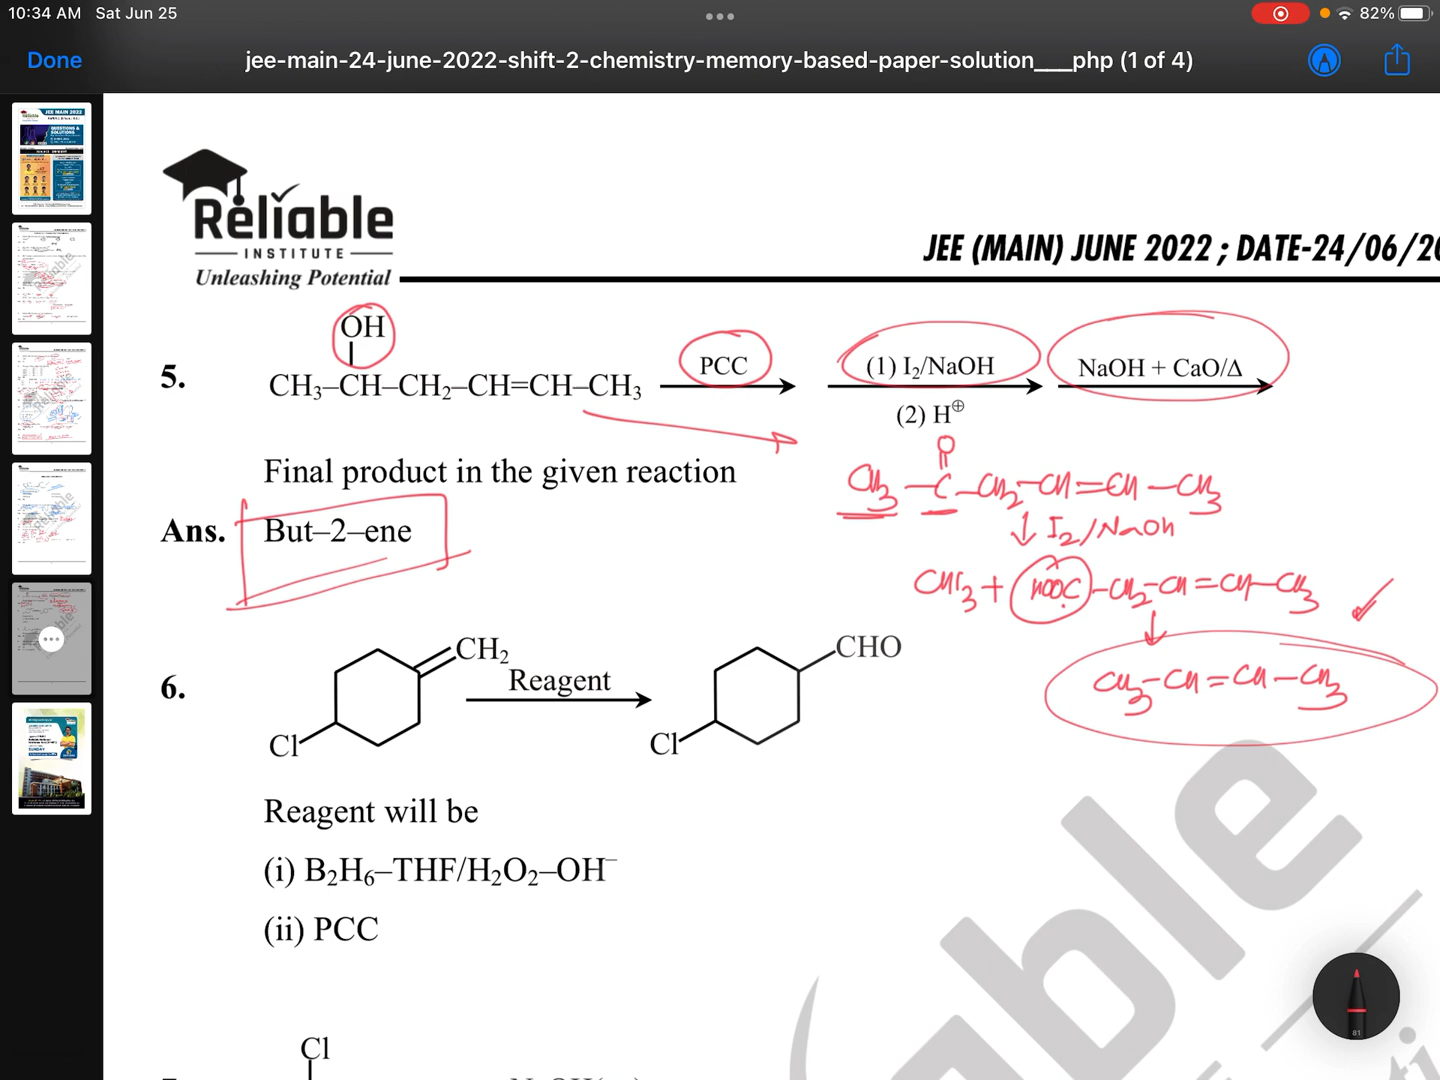 10:34 AM Sat Jun 25
82%
Done
jee-main-24-june-2022-shift-2-chemistry-memory-based-paper-solution___php (1 of 4)
Reliable
INSTITUTE
Unleashing Potential
JEE (MAIN) JUNE 2022 ; DATE-24/06/20
OH
5. CH₃–CH–CH₂–CH=CH–CH₃ PCC (1) I₂/NaOH NaOH + CaO/Δ
(2) H⊕
O
CH₃–C–CH₂–CH=CH–CH₃
Final product in the given reaction
I₂/NaOH
Ans. But–2–ene
CHI₃ + HOOC–CH₂–CH=CH–CH₃
CH₃–CH=CH–CH₃
6. CH₂ Reagent CHO
Cl Cl
Reagent will be
(i) B₂H₆–THF/H₂O₂–OH⁻
(ii) PCC
Cl
able
81